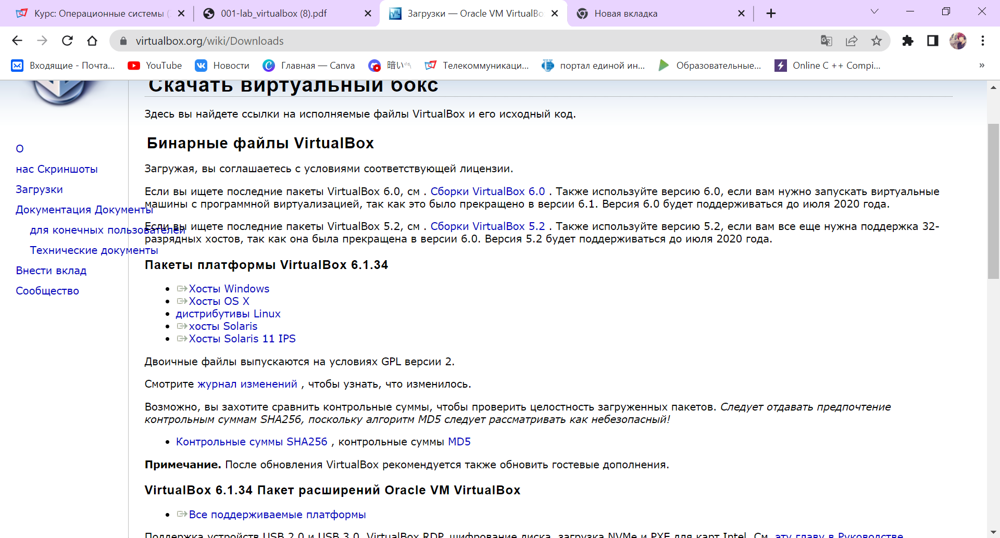 Курс: Операционные системы (
001-lab_virtualbox (8).pdf
Загрузки — Oracle VM VirtualBo
Новая вкладка
virtualbox.org/wiki/Downloads
Входящие - Почта...
YouTube
Новости
Главная — Canva
暗い
Телекоммуникаци...
портал единой ин...
Образовательные...
Online C ++ Compi...
»
Скачать виртуальный бокс
Здесь вы найдете ссылки на исполняемые файлы VirtualBox и его исходный код.
О
нас Скриншоты
Загрузки
Документация Документы
для конечных пользователей
Технические документы
Внести вклад
Сообщество
Бинарные файлы VirtualBox
Загружая, вы соглашаетесь с условиями соответствующей лицензии.
Если вы ищете последние пакеты VirtualBox 6.0, см . Сборки VirtualBox 6.0 . Также используйте версию 6.0, если вам нужно запускать виртуальные
машины с программной виртуализацией, так как это было прекращено в версии 6.1. Версия 6.0 будет поддерживаться до июля 2020 года.
Если вы ищете последние пакеты VirtualBox 5.2, см . Сборки VirtualBox 5.2 . Также используйте версию 5.2, если вам все еще нужна поддержка 32-
разрядных хостов, так как она была прекращена в версии 6.0. Версия 5.2 будет поддерживаться до июля 2020 года.
Пакеты платформы VirtualBox 6.1.34
Хосты Windows
Хосты OS X
дистрибутивы Linux
хосты Solaris
Хосты Solaris 11 IPS
Двоичные файлы выпускаются на условиях GPL версии 2.
Смотрите журнал изменений , чтобы узнать, что изменилось.
Возможно, вы захотите сравнить контрольные суммы, чтобы проверить целостность загруженных пакетов. Следует отдавать предпочтение
контрольным суммам SHA256, поскольку алгоритм MD5 следует рассматривать как небезопасный!
Контрольные суммы SHA256 , контрольные суммы MD5
Примечание. После обновления VirtualBox рекомендуется также обновить гостевые дополнения.
VirtualBox 6.1.34 Пакет расширений Oracle VM VirtualBox
Все поддерживаемые платформы
Поддержка устройств USB 2.0 и USB 3.0, VirtualBox RDP, шифрование диска, загрузка NVMe и PXE для карт Intel. См. эту главу в Руководстве